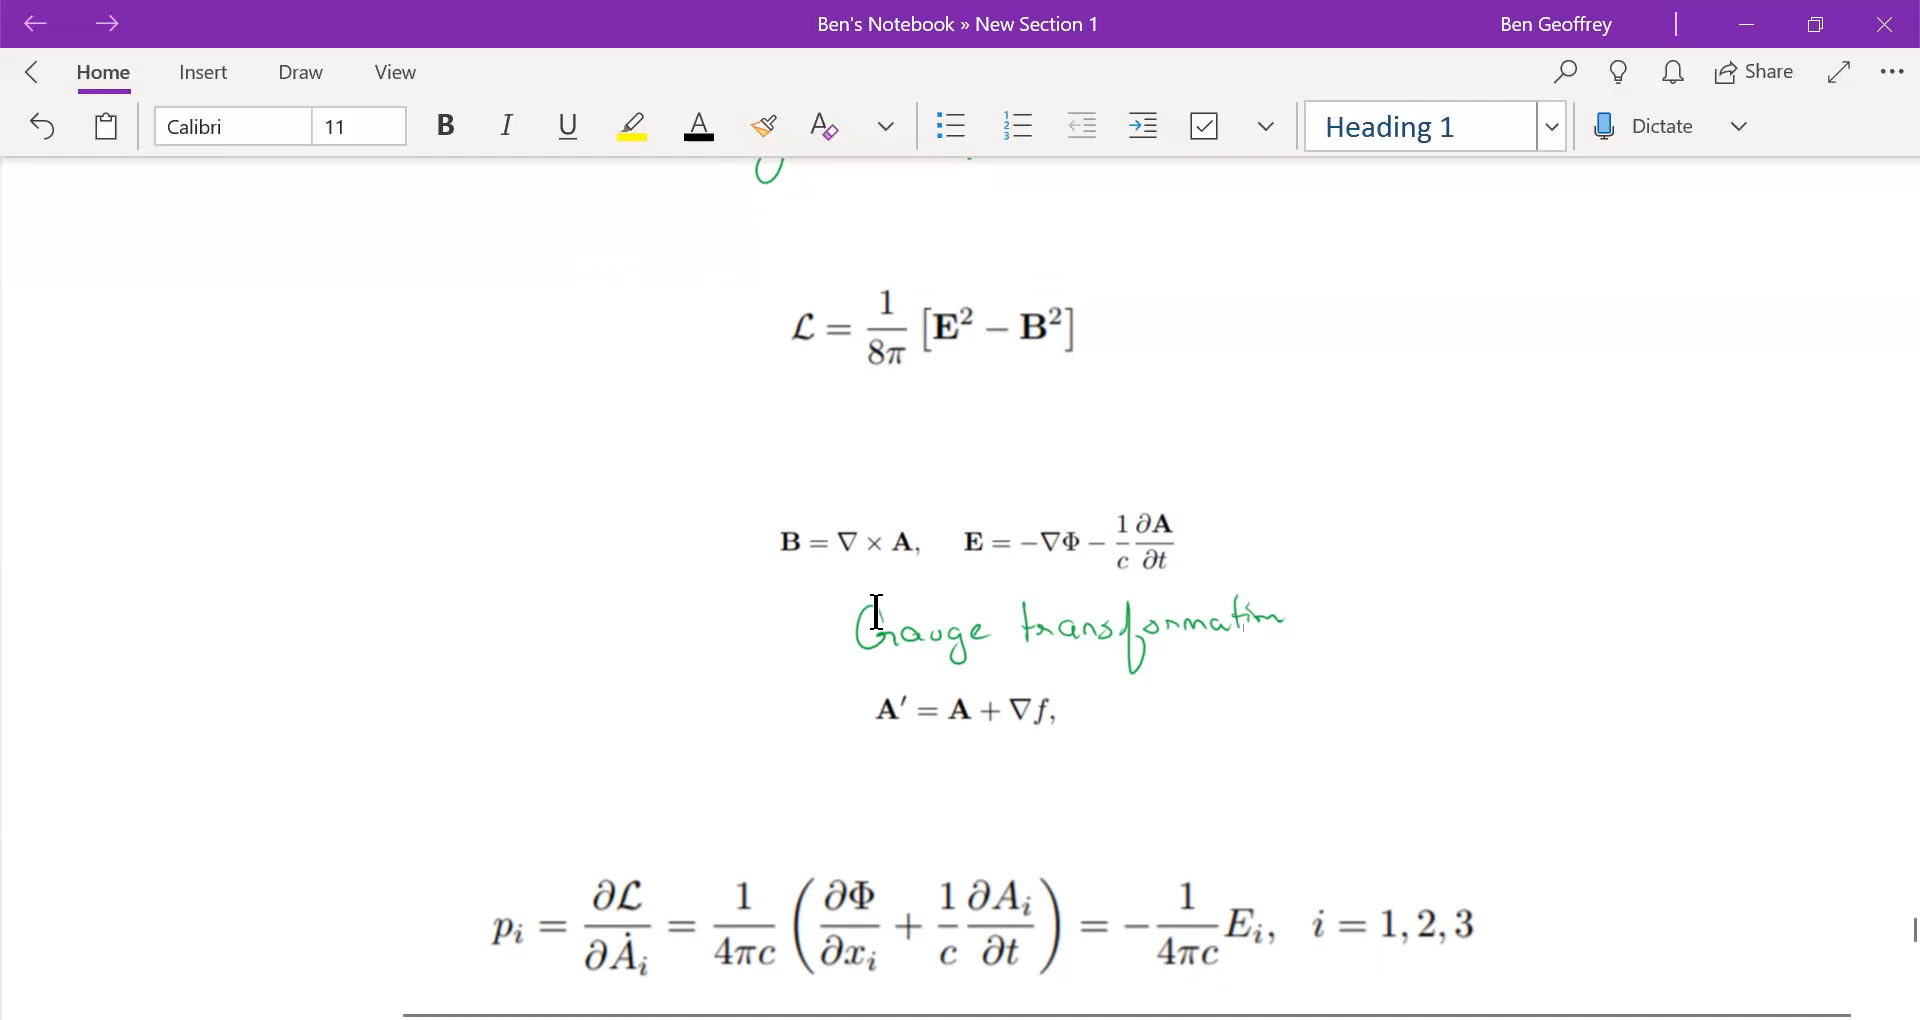 Ben's Notebook » New Section 1
Ben Geoffrey
Home Insert Draw View
Share
Calibri 11 B I U A A Heading 1 Dictate
ℒ = 1/8π [E² − B²]
B = ∇ × A, E = −∇Φ − 1/c ∂A/∂t
Gauge transformation
A′ = A + ∇f,
pᵢ = ∂ℒ/∂Ȧᵢ = 1/4πc (∂Φ/∂xᵢ + 1/c ∂Aᵢ/∂t) = − 1/4πc Eᵢ, i = 1, 2, 3